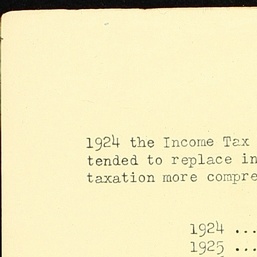 1924 the Income Tax
tended to replace in
taxation more compre
1924 ...
1925 ...